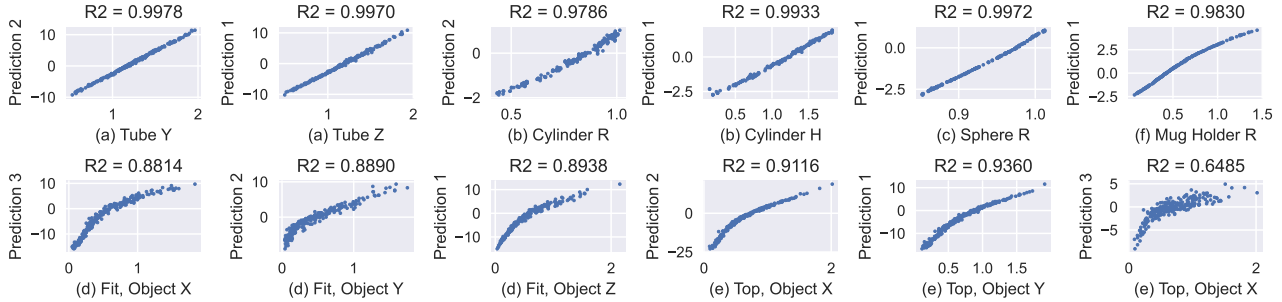 R2 = 0.9978
Prediction 2
10
0
−10
1
2
(a) Tube Y
R2 = 0.9970
Prediction 1
10
0
−10
1
2
(a) Tube Z
R2 = 0.9786
Prediction 2
0
−2
0.5
1.0
(b) Cylinder R
R2 = 0.9933
Prediction 1
0.0
−2.5
0.5
1.0
1.5
(b) Cylinder H
R2 = 0.9972
Prediction 1
0.0
−2.5
0.9
1.0
(c) Sphere R
R2 = 0.9830
Prediction 1
2.5
0.0
−2.5
0.5
1.0
1.5
(f) Mug Holder R
R2 = 0.8814
Prediction 3
10
0
−10
0
1
(d) Fit, Object X
R2 = 0.8890
Prediction 2
10
0
0
1
(d) Fit, Object Y
R2 = 0.8938
Prediction 1
10
0
−10
0
2
(d) Fit, Object Z
R2 = 0.9116
Prediction 2
0
−25
0
2
(e) Top, Object X
R2 = 0.9360
Prediction 1
10
0
−10
0.5
1.0
1.5
(e) Top, Object Y
R2 = 0.6485
Prediction 3
5
0
−5
0
2
(e) Top, Object X